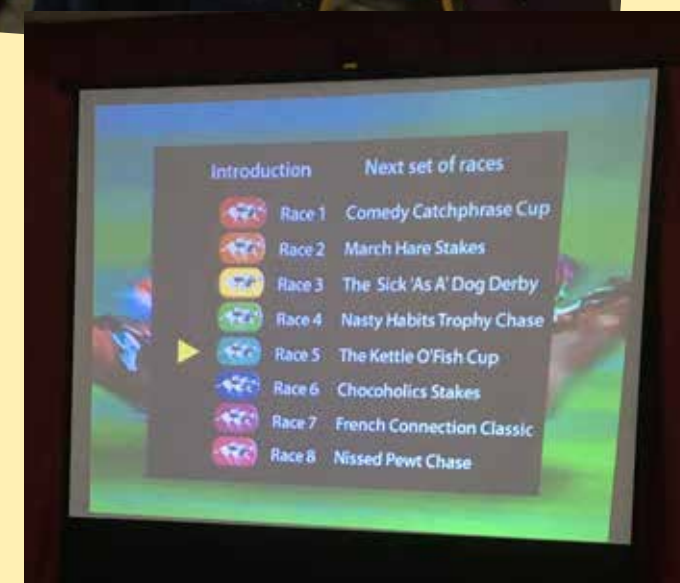 Introduction Next set of races
Race 1 Comedy Catchphrase Cup
Race 2 March Hare Stakes
Race 3 The Sick 'As A' Dog Derby
Race 4 Nasty Habits Trophy Chase
Race 5 The Kettle O'Fish Cup
Race 6 Chocoholics Stakes
Race 7 French Connection Classic
Race 8 Nissed Pewt Chase